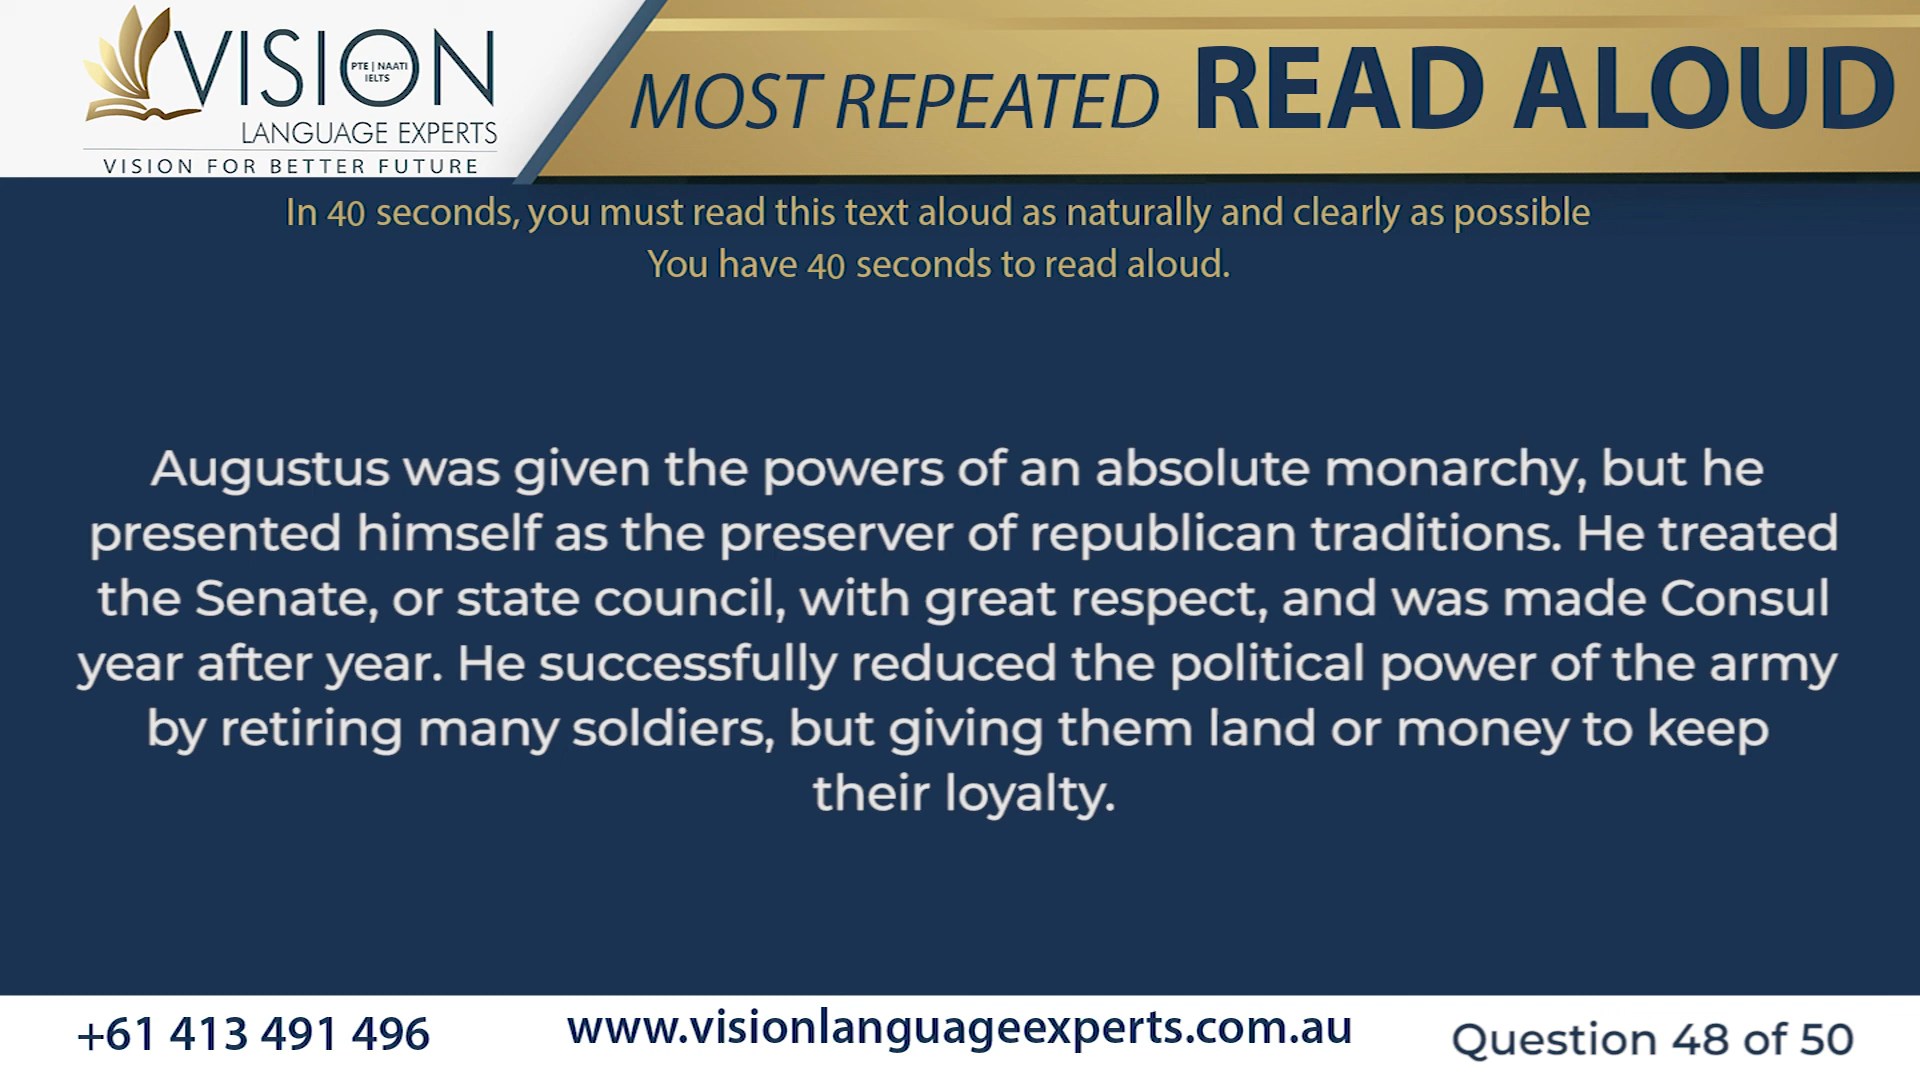 VISION
PTE | NAATI
IELTS
LANGUAGE EXPERTS
VISION FOR BETTER FUTURE
MOST REPEATED READ ALOUD
In 40 seconds, you must read this text aloud as naturally and clearly as possible
You have 40 seconds to read aloud.
Augustus was given the powers of an absolute monarchy, but he
presented himself as the preserver of republican traditions. He treated
the Senate, or state council, with great respect, and was made Consul
year after year. He successfully reduced the political power of the army
by retiring many soldiers, but giving them land or money to keep
their loyalty.
+61 413 491 496
www.visionlanguageexperts.com.au
Question 48 of 50